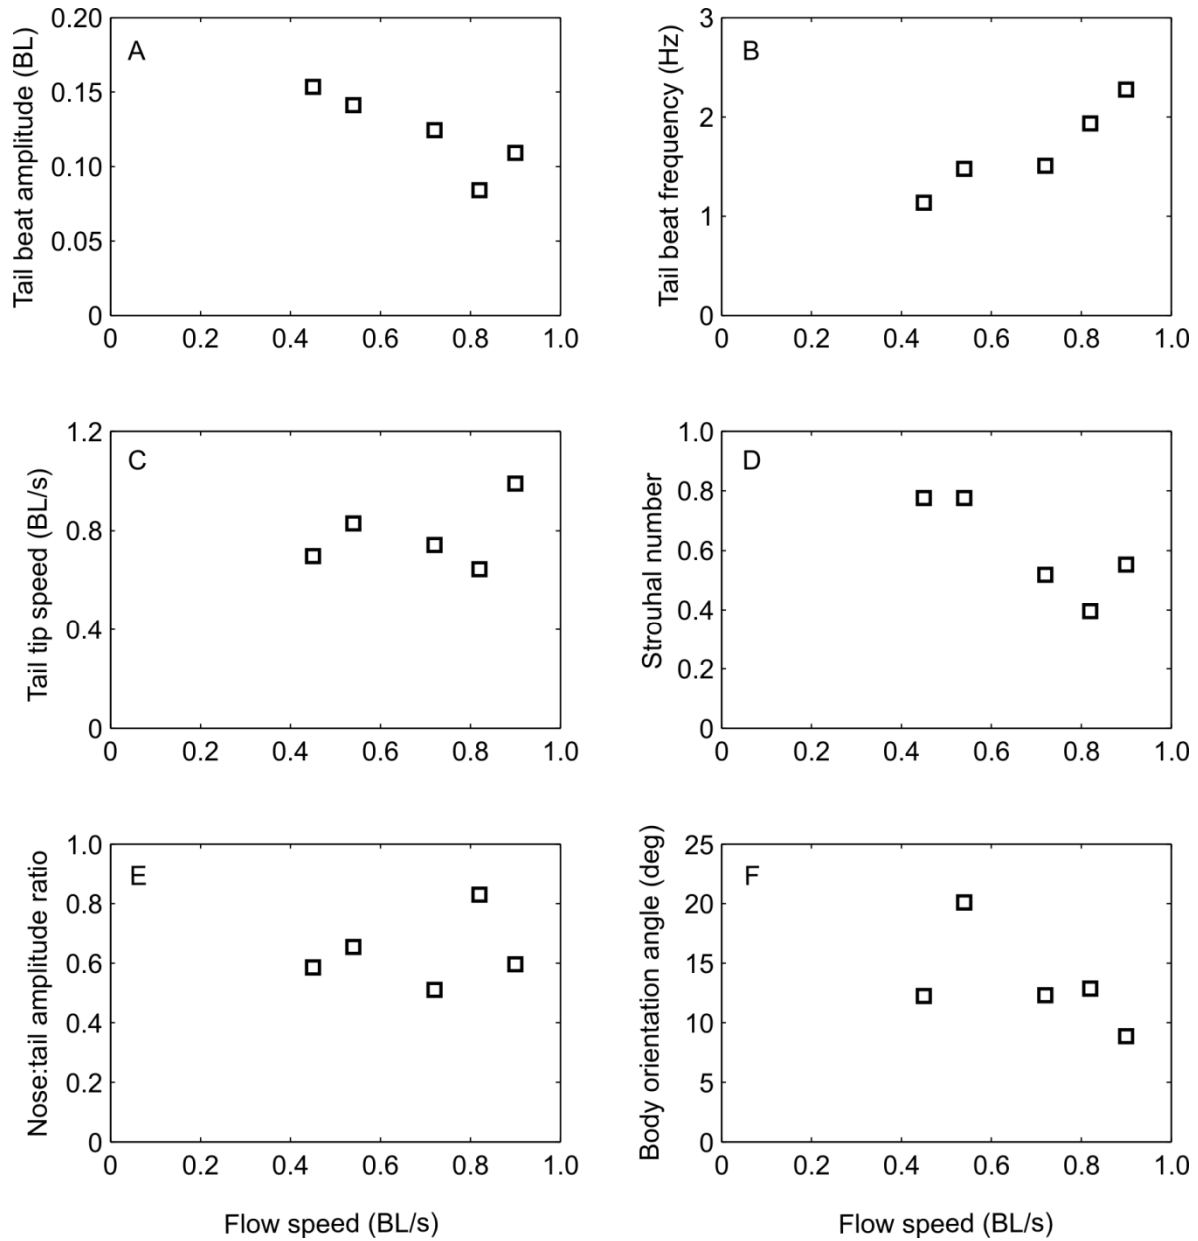 A
Tail beat amplitude (BL)
0.20
0.15
0.10
0.05
0
0 0.2 0.4 0.6 0.8 1.0
B
Tail beat frequency (Hz)
3
2
1
0
0 0.2 0.4 0.6 0.8 1.0
C
Tail tip speed (BL/s)
1.2
0.8
0.4
0
0 0.2 0.4 0.6 0.8 1.0
D
Strouhal number
1.0
0.8
0.6
0.4
0.2
0
0 0.2 0.4 0.6 0.8 1.0
E
Nose:tail amplitude ratio
1.0
0.8
0.6
0.4
0.2
0
0 0.2 0.4 0.6 0.8 1.0
Flow speed (BL/s)
F
Body orientation angle (deg)
25
20
15
10
5
0
0 0.2 0.4 0.6 0.8 1.0
Flow speed (BL/s)